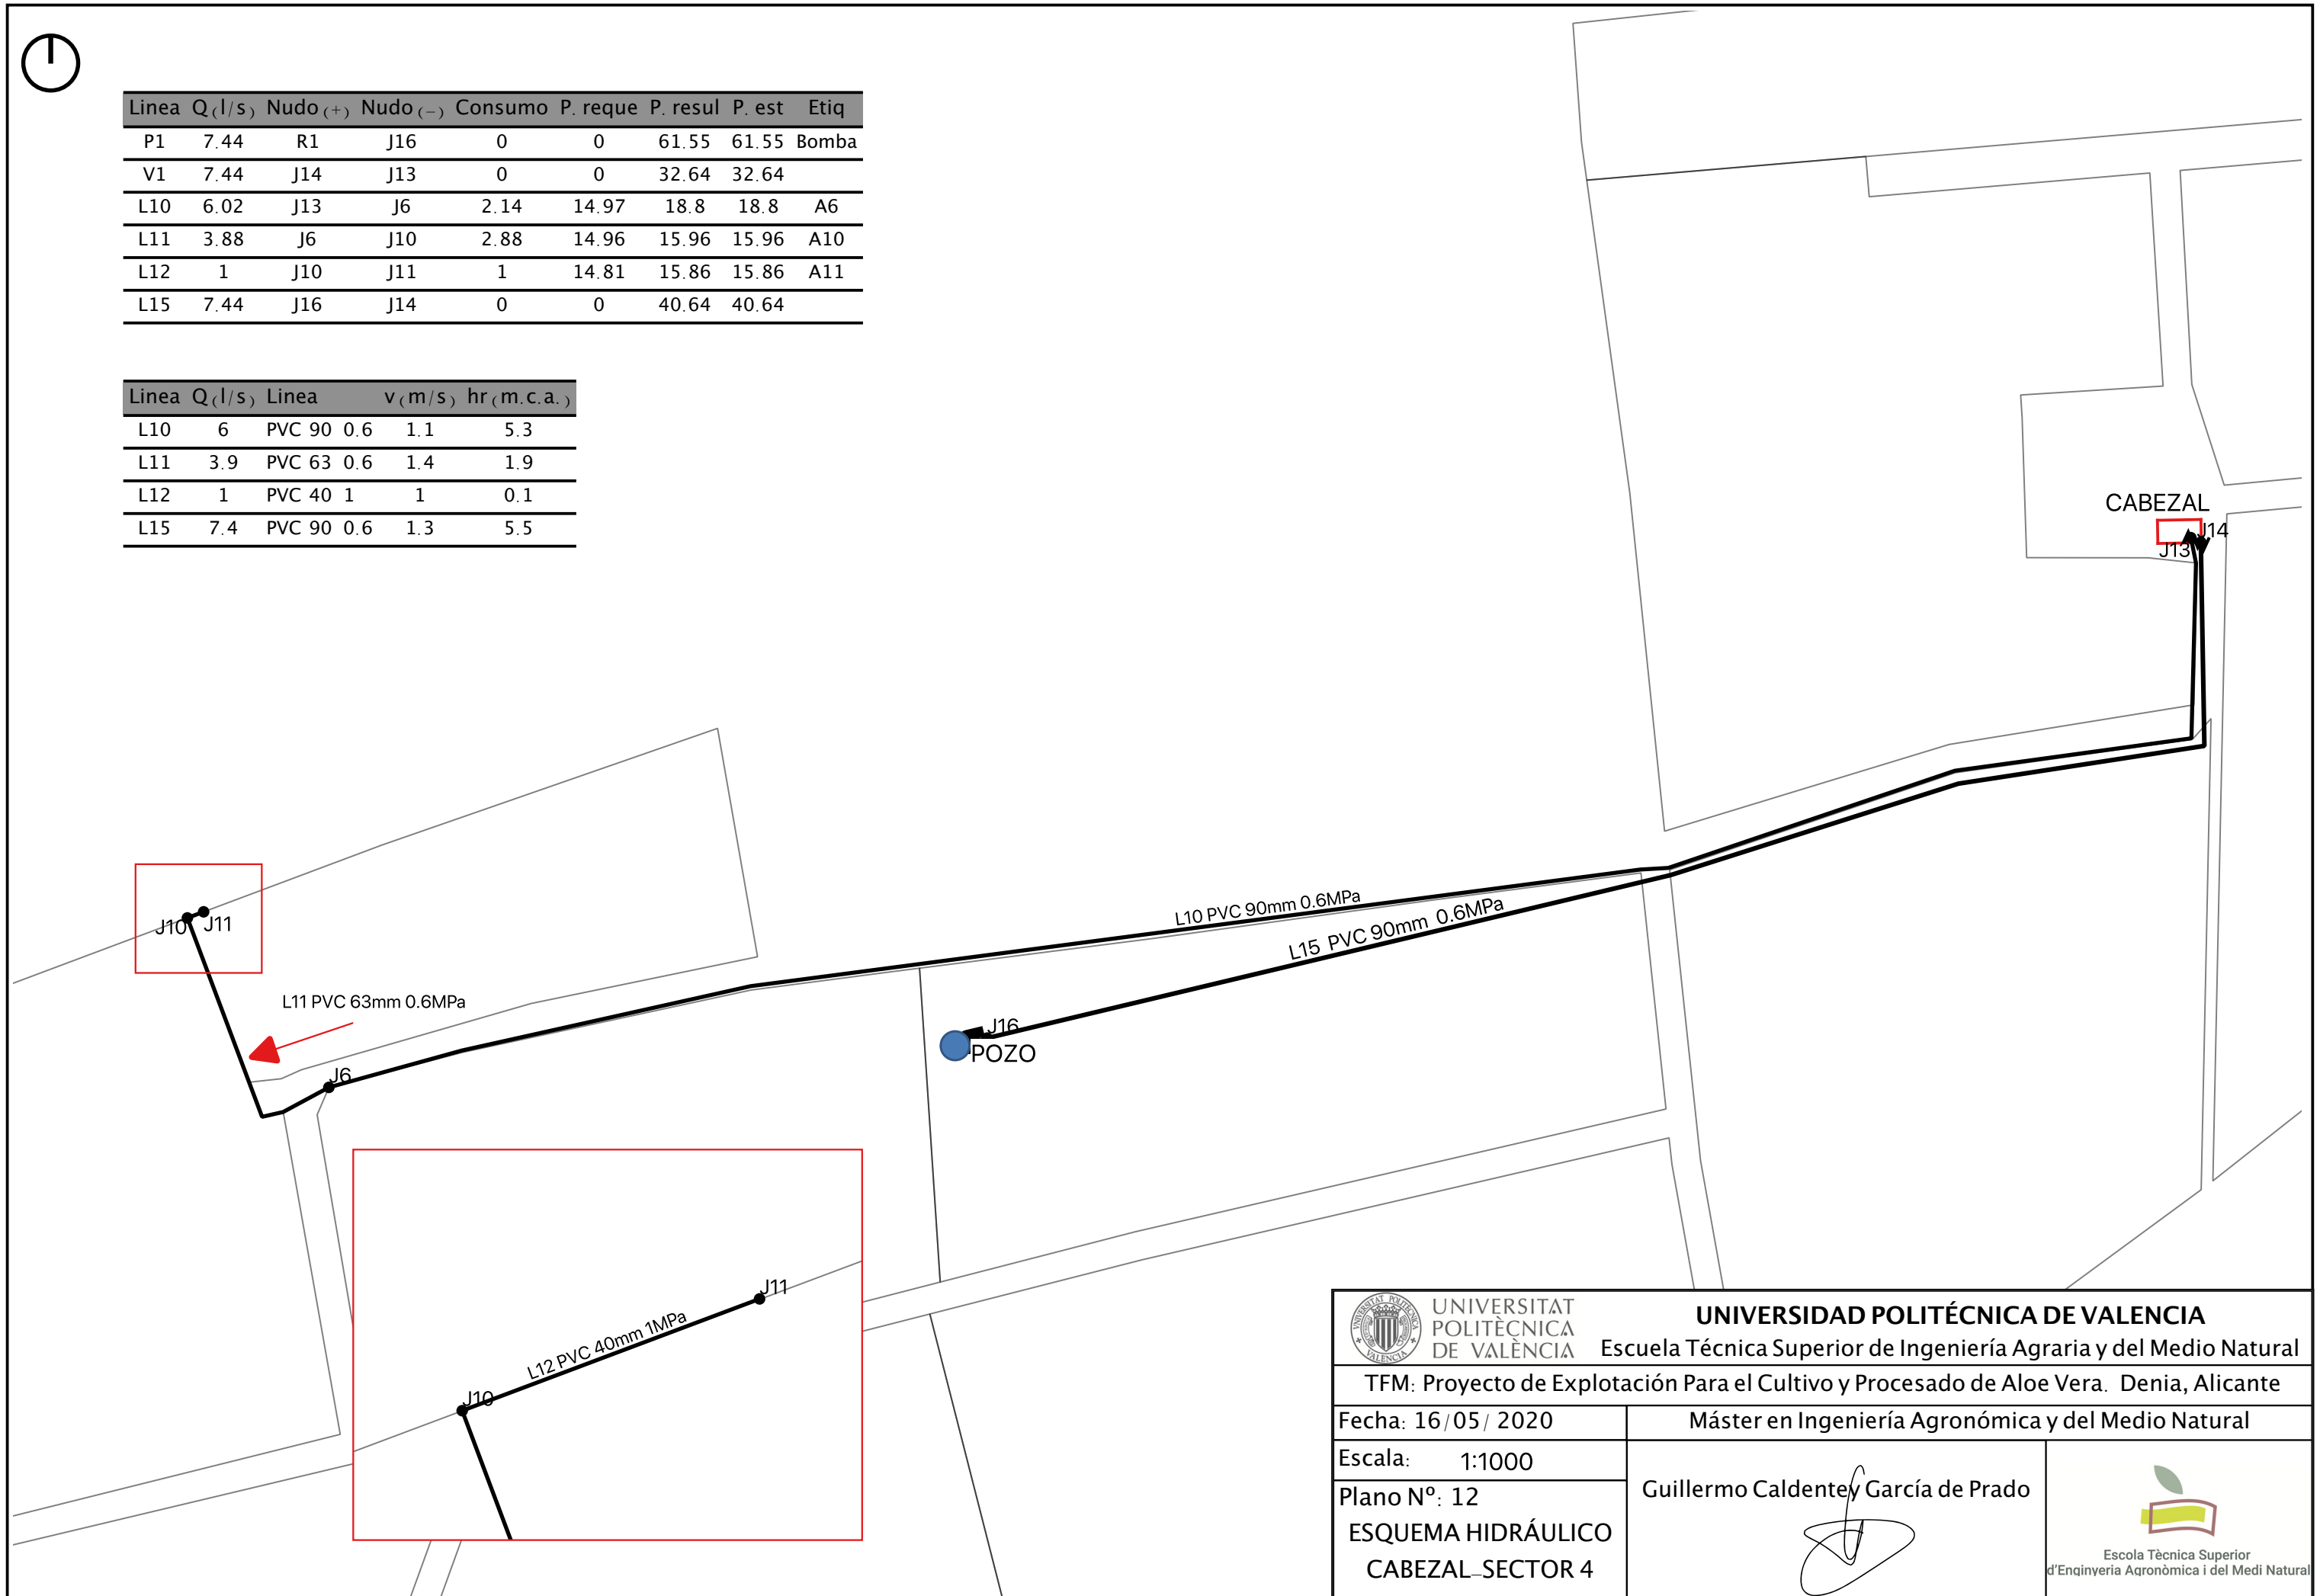 Linea Q(l/s) Nudo(+) Nudo(-) Consumo P. reque P. resul P. est Etiq
P1 7.44 R1 J16 0 0 61.55 61.55 Bomba
V1 7.44 J14 J13 0 0 32.64 32.64
L10 6.02 J13 J6 2.14 14.97 18.8 18.8 A6
L11 3.88 J6 J10 2.88 14.96 15.96 15.96 A10
L12 1 J10 J11 1 14.81 15.86 15.86 A11
L15 7.44 J16 J14 0 0 40.64 40.64
Linea Q(l/s) Linea v(m/s) hr(m.c.a.)
L10 6 PVC 90 0.6 1.1 5.3
L11 3.9 PVC 63 0.6 1.4 1.9
L12 1 PVC 40 1 1 0.1
L15 7.4 PVC 90 0.6 1.3 5.5
CABEZAL
J14
J13
L10 PVC 90mm 0.6MPa
L15 PVC 90mm 0.6MPa
J10
J11
L11 PVC 63mm 0.6MPa
J16
POZO
J6
J11
L12 PVC 40mm 1MPa
J10
UNIVERSITAT
POLITÈCNICA
DE VALÈNCIA
UNIVERSIDAD POLITÉCNICA DE VALENCIA
Escuela Técnica Superior de Ingeniería Agraria y del Medio Natural
TFM: Proyecto de Explotación Para el Cultivo y Procesado de Aloe Vera. Denia, Alicante
Fecha: 16/05/ 2020
Máster en Ingeniería Agronómica y del Medio Natural
Escala: 1:1000
Plano Nº: 12
ESQUEMA HIDRÁULICO
CABEZAL-SECTOR 4
Guillermo Caldentey García de Prado
Escola Tècnica Superior
d'Enginyeria Agronòmica i del Medi Natural